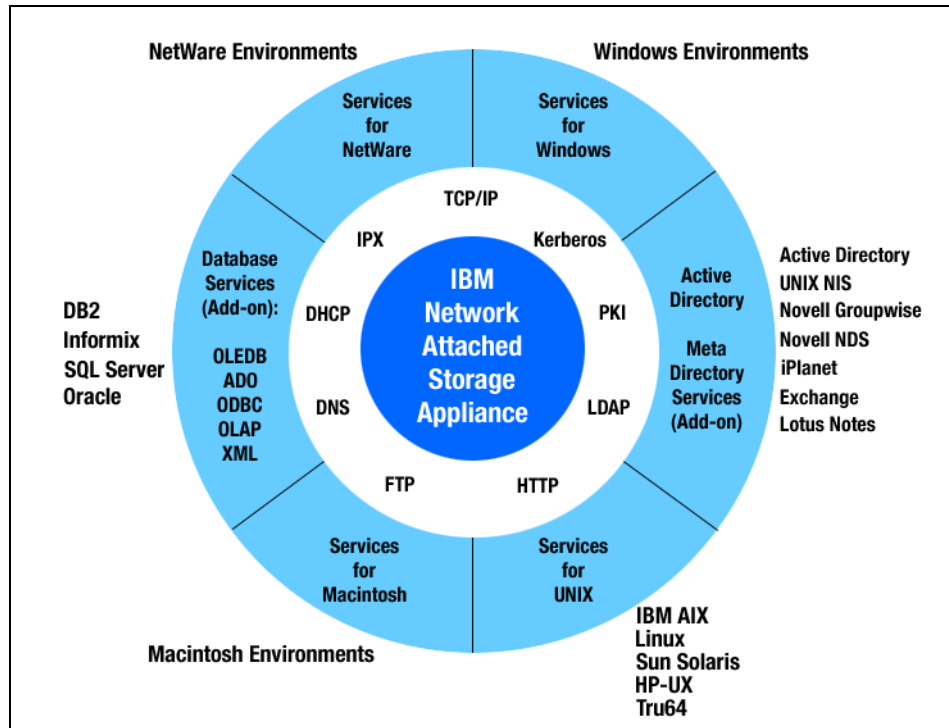 NetWare Environments
Windows Environments
Services
for
NetWare
Services
for
Windows
TCP/IP
IPX
Kerberos
DHCP
PKI
DNS
LDAP
FTP
HTTP
IBM
Network
Attached
Storage
Appliance
Database
Services
(Add-on):
OLEDB
ADO
ODBC
OLAP
XML
Active
Directory
Meta
Directory
Services
(Add-on)
DB2
Informix
SQL Server
Oracle
Active Directory
UNIX NIS
Novell Groupwise
Novell NDS
iPlanet
Exchange
Lotus Notes
Services
for
Macintosh
Services
for
UNIX
Macintosh Environments
IBM AIX
Linux
Sun Solaris
HP-UX
Tru64